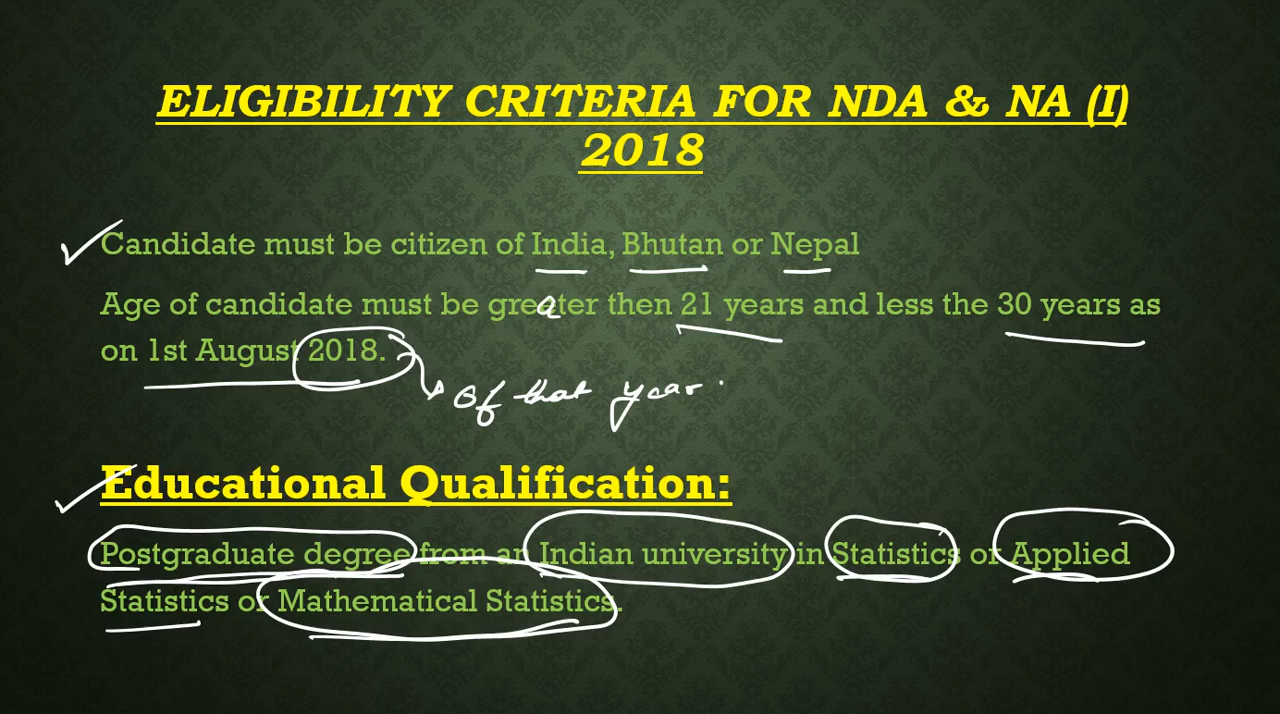 ELIGIBILITY CRITERIA FOR NDA & NA (I)
2018
Candidate must be citizen of India, Bhutan or Nepal
Age of candidate must be greater then 21 years and less the 30 years as
on 1st August 2018.
of that year.
Educational Qualification:
Postgraduate degree from an Indian university in Statistics or Applied
Statistics or Mathematical Statistics.